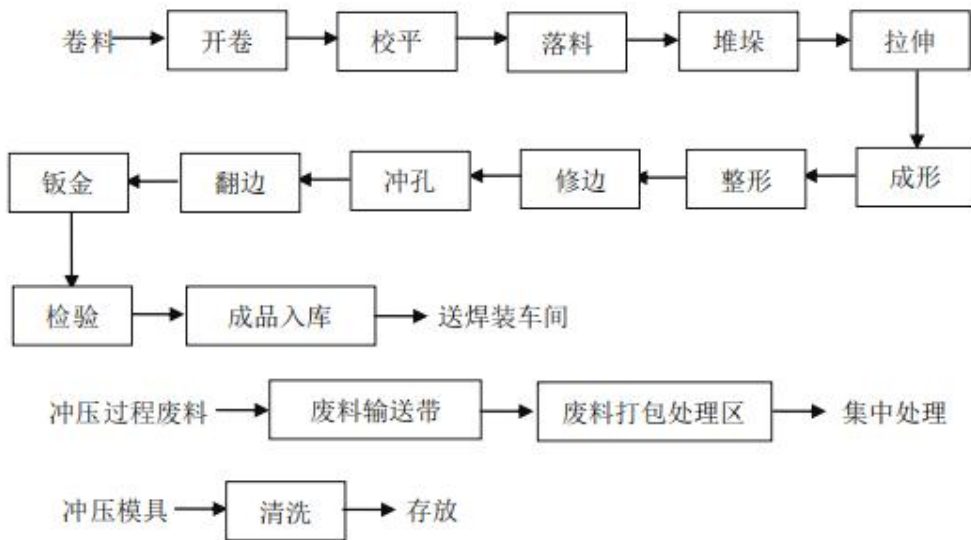 卷料 开卷 校平 落料 堆垛 拉伸
钣金 翻边 冲孔 修边 整形 成形
检验 成品入库 送焊装车间
冲压过程废料 废料输送带 废料打包处理区 集中处理
冲压模具 清洗 存放